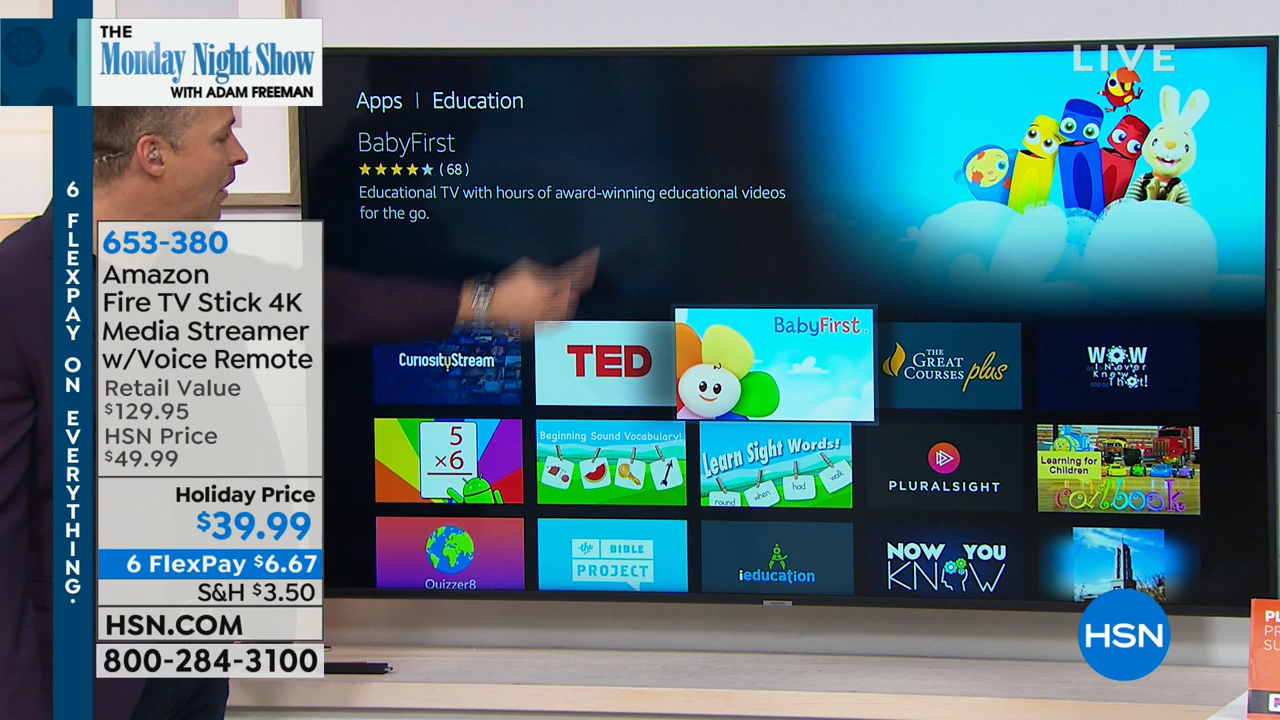 THE
Monday Night Show
WITH ADAM FREEMAN
6 FLEXPAY ON EVERYTHING.
653-380
Amazon
Fire TV Stick 4K
Media Streamer
w/Voice Remote
Retail Value
$129.95
HSN Price
$49.99
Holiday Price
$39.99
6 FlexPay $6.67
S&H $3.50
HSN.COM
800-284-3100
LIVE
Apps | Education
BabyFirst
(68)
Educational TV with hours of award-winning educational videos
for the go.
CURIOSITYSTREAM
TED
BabyFirst
THE
GREAT
COURSES plus
WOW
I Never
Knew
That!
5
×6
Beginning Sound Vocabulary!
Learn Sight Words!
round
when
had
walk
PLURALSIGHT
Learning for
Children
Quizzer8
the BIBLE
PROJECT
ieducation
NOW YOU
KNOW
HSN